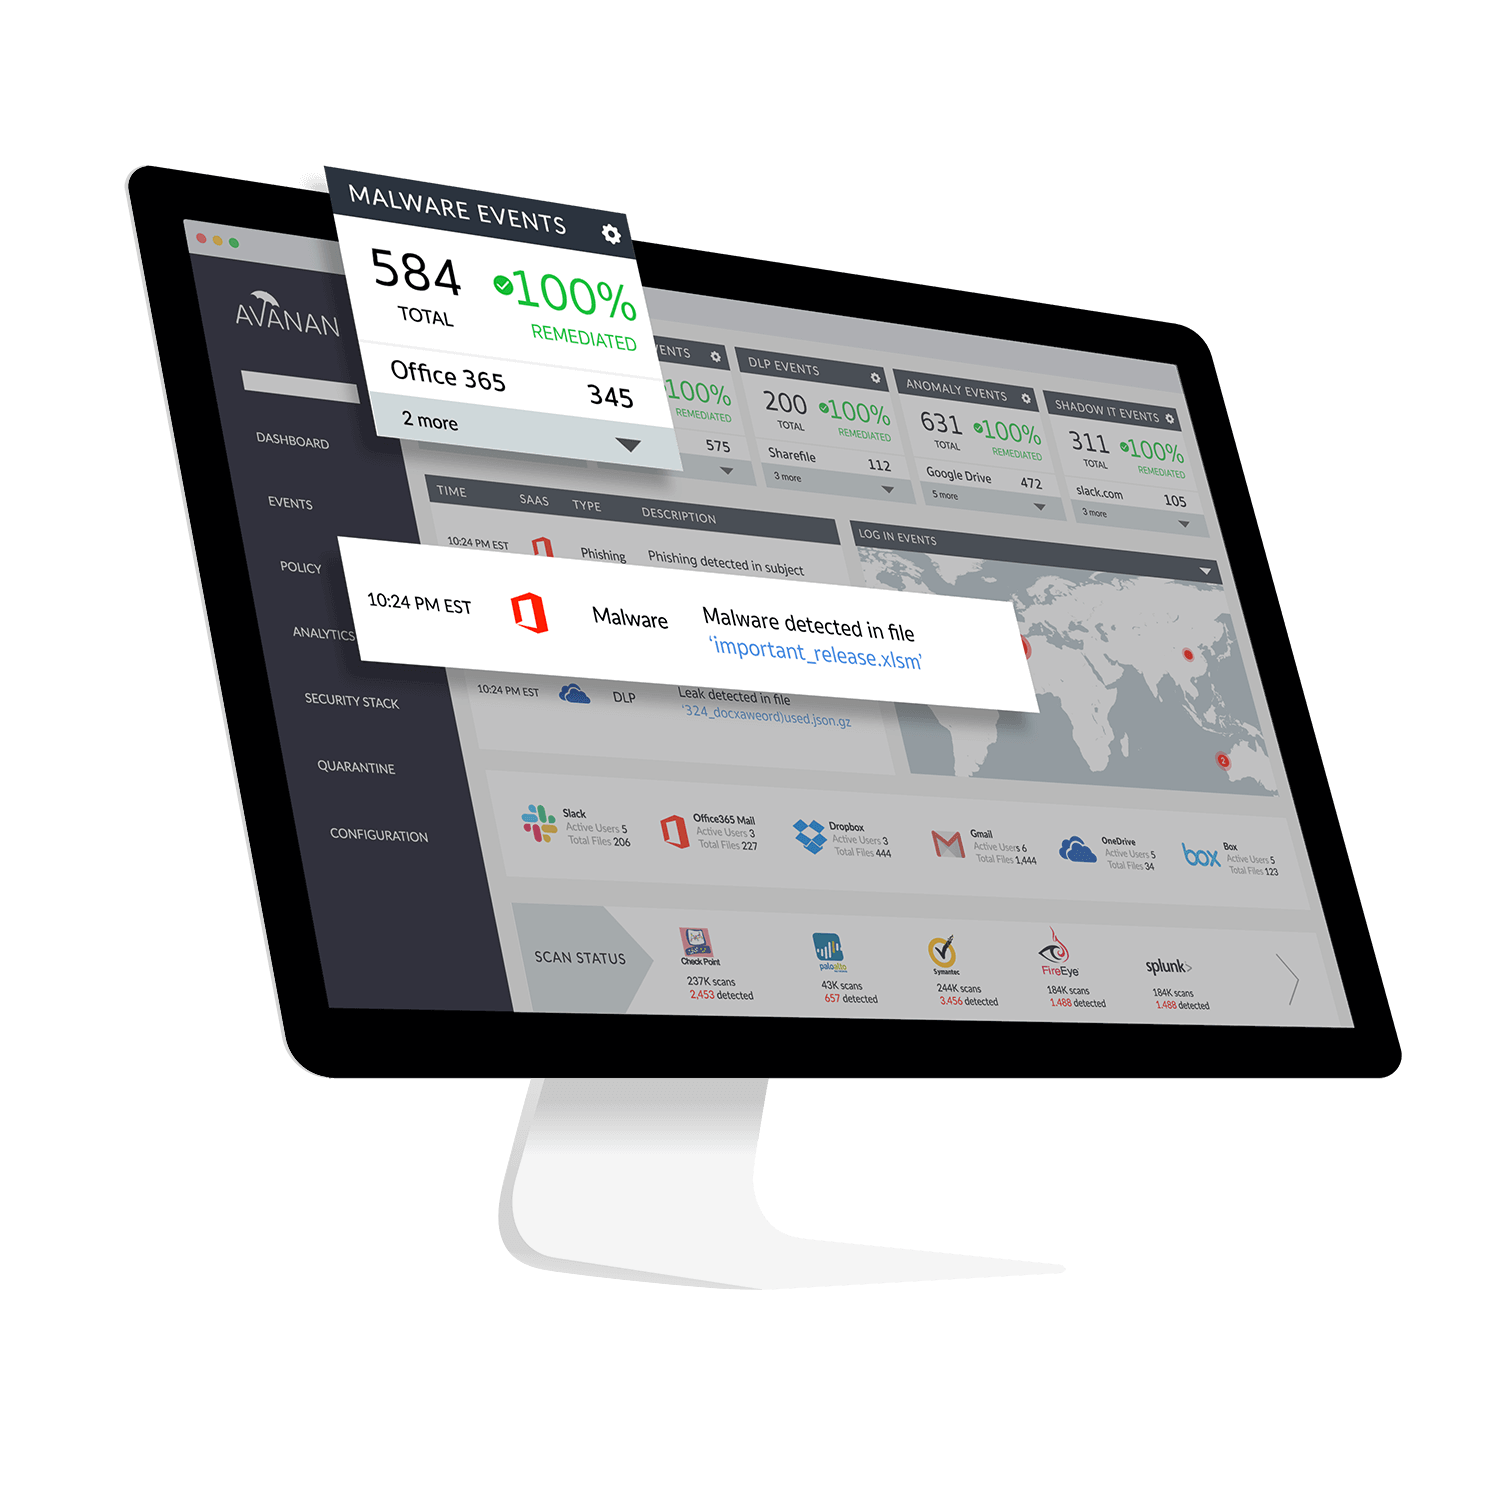 MALWARE EVENTS
584
100%
TOTAL
REMEDIATED
Office 365 345
2 more
AVANAN
DASHBOARD
EVENTS
POLICY
ANALYTICS
SECURITY STACK
QUARANTINE
CONFIGURATION
100%
REMEDIATED
575
DLP EVENTS
200 100%
TOTAL REMEDIATED
Sharefile 112
3 more
ANOMALY EVENTS
631 100%
TOTAL REMEDIATED
Google Drive 472
5 more
SHADOW IT EVENTS
311 100%
TOTAL REMEDIATED
slack.com 105
3 more
TIME SAAS TYPE DESCRIPTION
10:24 PM EST Phishing Phishing detected in subject
10:24 PM EST Malware Malware detected in file
'important_release.xlsm'
10:24 PM EST DLP Leak detected in file
'324_docxaweord)used.json.gz
LOG IN EVENTS
2
Slack
Active Users 5
Total Files 206
Office365 Mail
Active Users 3
Total Files 227
Dropbox
Active Users 3
Total Files 444
Gmail
Active Users 6
Total Files 1,444
OneDrive
Active Users 5
Total Files 34
box
Box
Active Users 5
Total Files 123
SCAN STATUS
Check Point
237K scans
2,453 detected
paloalto
43K scans
657 detected
Symantec
244K scans
3,456 detected
FireEye
184K scans
1,488 detected
splunk>
184K scans
1,488 detected